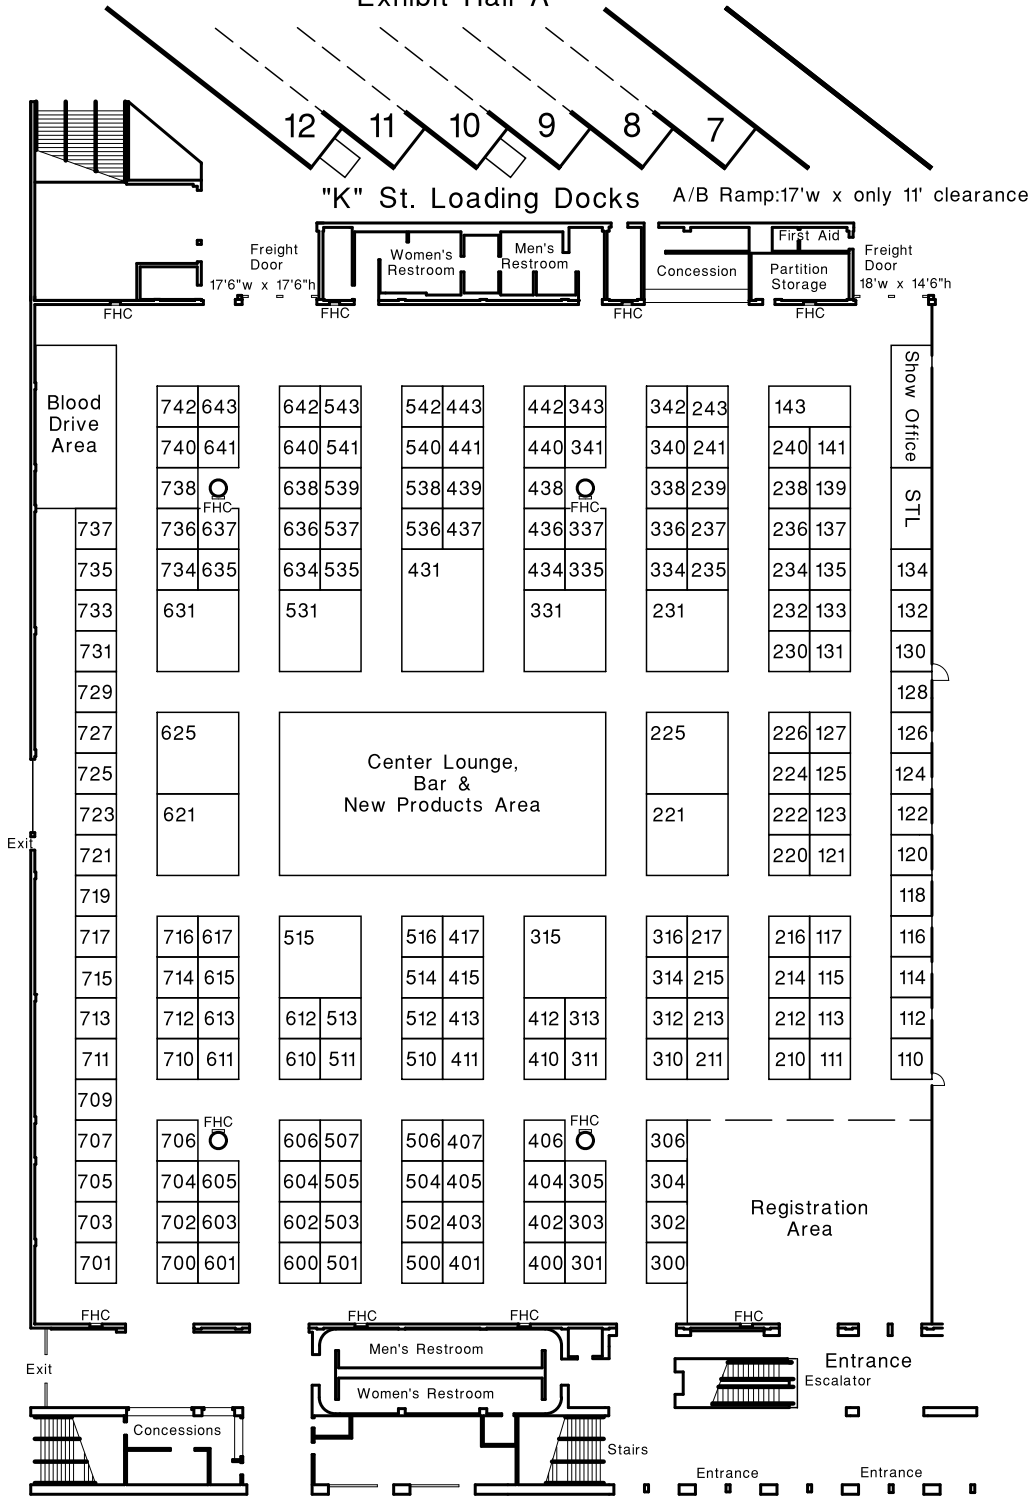 Exhibit Hall A
12 11 10 9 8 7
"K" St. Loading Docks
A/B Ramp:17'w x only 11' clearance
Freight
Door
17'6"w x 17'6"h
Women's
Restroom
Men's
Restroom
Concession
First Aid
Partition
Storage
Freight
Door
18'w x 14'6"h
FHC FHC FHC FHC
Blood
Drive
Area
Show Office
STL
742 643 642 543 542 443 442 343 342 243 143
740 641 640 541 540 441 440 341 340 241 240 141
738 638 539 538 439 438 338 239 238 139
FHC FHC
737 736 637 636 537 536 437 436 337 336 237 236 137
735 734 635 634 535 431 434 335 334 235 234 135 134
733 631 531 331 231 232 133 132
731 230 131 130
729 128
727 625 225 226 127 126
Center Lounge,
Bar &
New Products Area
725 224 125 124
723 621 221 222 123 122
Exit
721 220 121 120
719 118
717 716 617 515 516 417 315 316 217 216 117 116
715 714 615 514 415 314 215 214 115 114
713 712 613 612 513 512 413 412 313 312 213 212 113 112
711 710 611 610 511 510 411 410 311 310 211 210 111 110
709
FHC FHC
707 706 606 507 506 407 406 306
705 704 605 604 505 504 405 404 305 304
703 702 603 602 503 502 403 402 303 302
701 700 601 600 501 500 401 400 301 300
Registration
Area
FHC FHC FHC FHC
Exit
Men's Restroom
Women's Restroom
Entrance
Escalator
Concessions
Stairs
Entrance Entrance